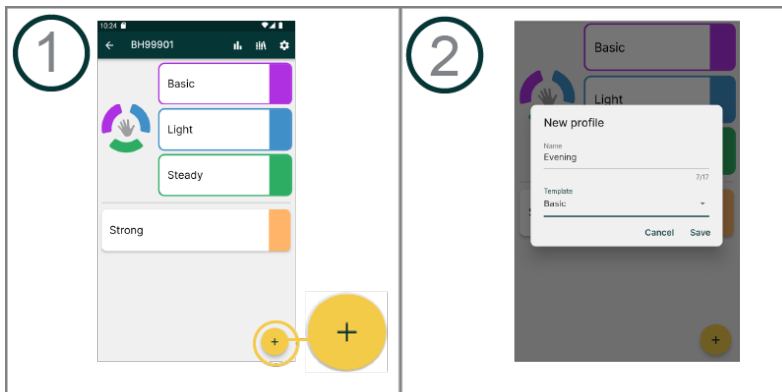 1
10:24
BH99901
Basic
Light
Steady
Strong
+
+
2
Basic
Light
New profile
Name
Evening
7/17
Template
Basic
Cancel Save
+